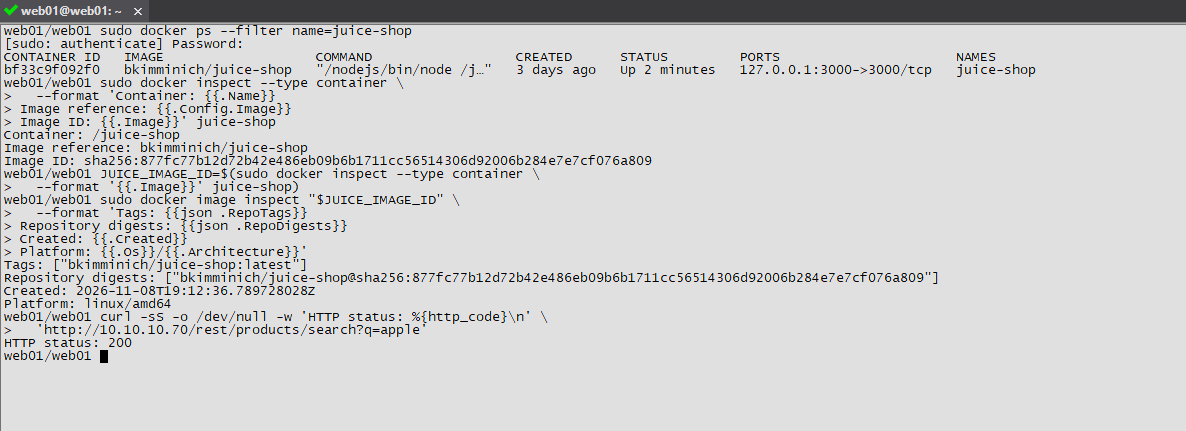 web01@web01: ~
web01/web01 sudo docker ps --filter name=juice-shop
[sudo: authenticate] Password:
CONTAINER ID   IMAGE                   COMMAND                  CREATED      STATUS         PORTS                      NAMES
bf33c9f092f0   bkimminich/juice-shop   "/nodejs/bin/node /j…"   3 days ago   Up 2 minutes   127.0.0.1:3000->3000/tcp   juice-shop
web01/web01 sudo docker inspect --type container \
>   --format 'Container: {{.Name}}
> Image reference: {{.Config.Image}}
> Image ID: {{.Image}}' juice-shop
Container: /juice-shop
Image reference: bkimminich/juice-shop
Image ID: sha256:877fc77b12d72b42e486eb09b6b1711cc56514306d92006b284e7e7cf076a809
web01/web01 JUICE_IMAGE_ID=$(sudo docker inspect --type container \
>   --format '{{.Image}}' juice-shop)
web01/web01 sudo docker image inspect "$JUICE_IMAGE_ID" \
>   --format 'Tags: {{json .RepoTags}}
> Repository digests: {{json .RepoDigests}}
> Created: {{.Created}}
> Platform: {{.Os}}/{{.Architecture}}'
Tags: ["bkimminich/juice-shop:latest"]
Repository digests: ["bkimminich/juice-shop@sha256:877fc77b12d72b42e486eb09b6b1711cc56514306d92006b284e7e7cf076a809"]
Created: 2026-11-08T19:12:36.789728028Z
Platform: linux/amd64
web01/web01 curl -sS -o /dev/null -w 'HTTP status: %{http_code}\n' \
>   'http://10.10.10.70/rest/products/search?q=apple'
HTTP status: 200
web01/web01